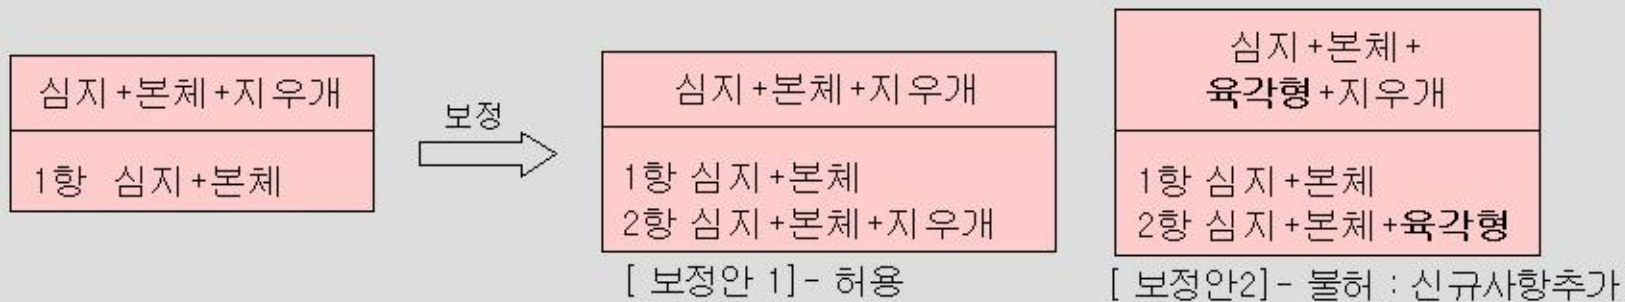 심지+본체+지우개
1항 심지+본체
보정
심지+본체+지우개
1항 심지+본체
2항 심지+본체+지우개
[ 보정안 1]- 허용
심지+본체+
육각형+지우개
1항 심지+본체
2항 심지+본체+육각형
[ 보정안2]- 불허 : 신규사항추가